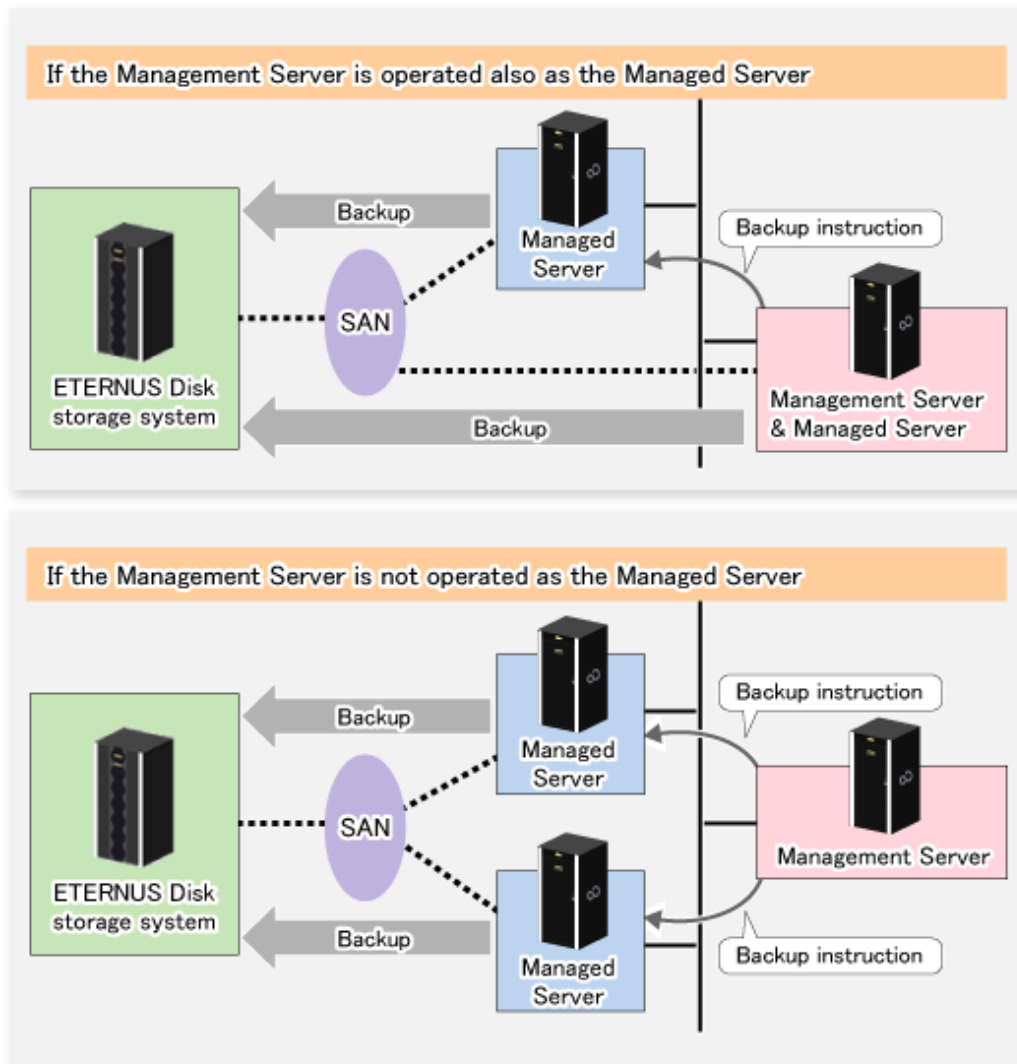 If the Management Server is operated also as the Managed Server
Backup
Managed
Server
Backup instruction
SAN
ETERNUS Disk
storage system
Management Server
& Managed Server
Backup
If the Management Server is not operated as the Managed Server
Backup
Managed
Server
Backup instruction
SAN
Management Server
ETERNUS Disk
storage system
Backup
Managed
Server
Backup instruction